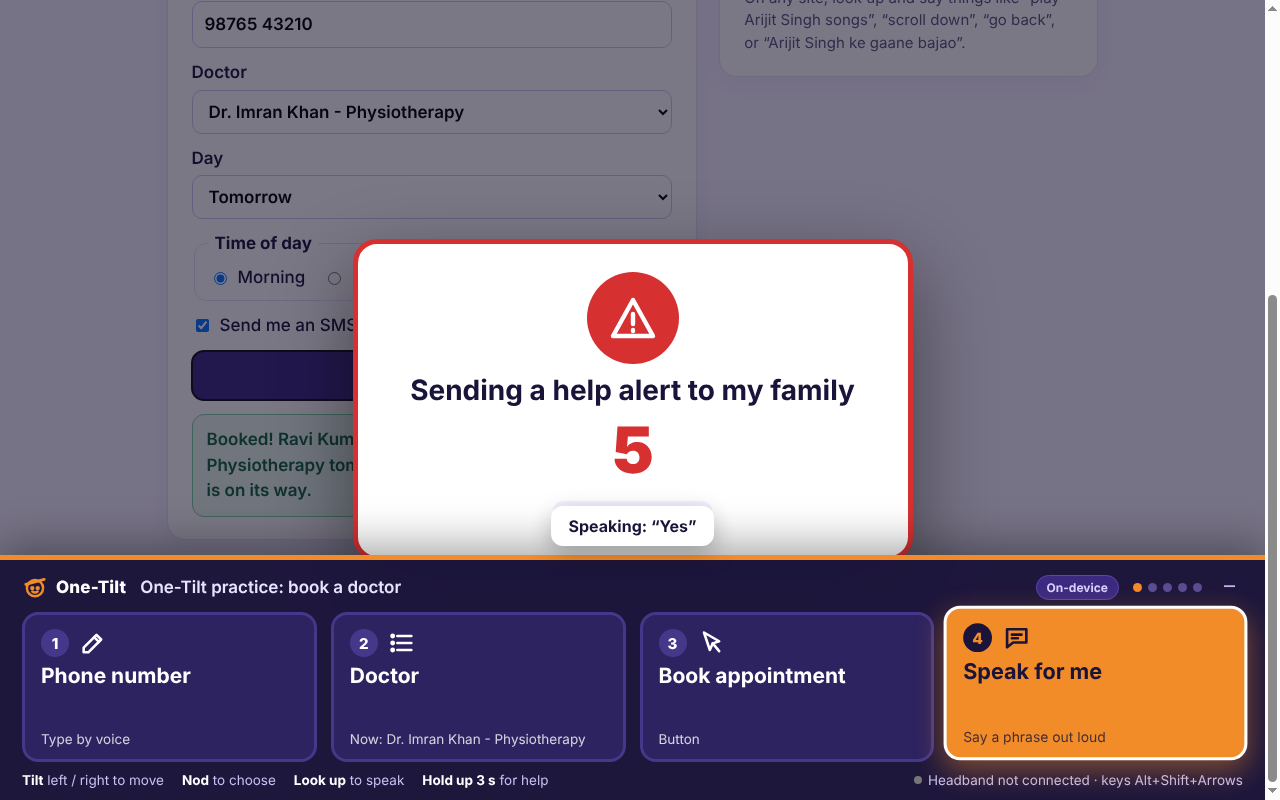 98765 43210
On any site, look up and say things like “play
Arijit Singh songs”, “scroll down”, “go back”,
or “Arijit Singh ke gaane bajao”.
Doctor
Dr. Imran Khan - Physiotherapy
Day
Tomorrow
Time of day
Morning
Send me an SMS
Booked! Ravi Kum
Physiotherapy tom
is on its way.
Sending a help alert to my family
5
Speaking: “Yes”
One-Tilt One-Tilt practice: book a doctor
On-device
1
Phone number
Type by voice
2
Doctor
Now: Dr. Imran Khan - Physiotherapy
3
Book appointment
Button
4
Speak for me
Say a phrase out loud
Tilt left / right to move Nod to choose Look up to speak Hold up 3 s for help
Headband not connected · keys Alt+Shift+Arrows